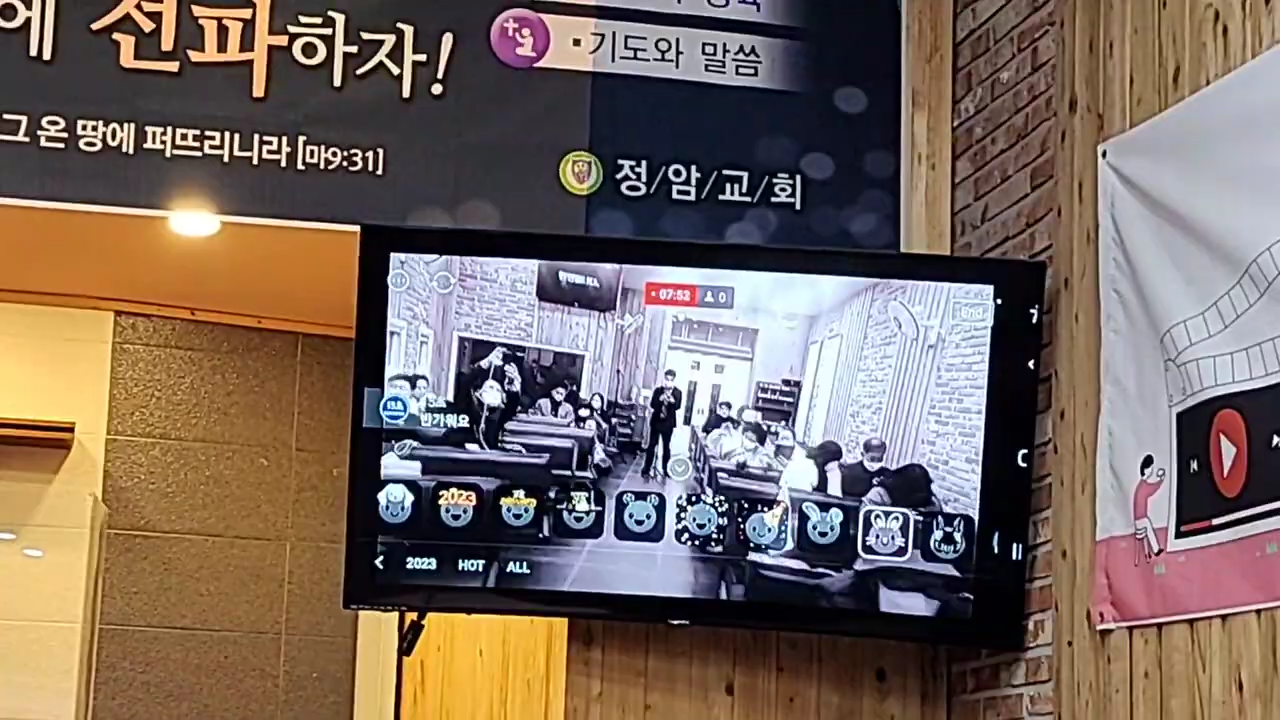 에 전파하자!
기도와 말씀
그 온 땅에 퍼뜨리니라 [마9:31]
정/암/교/회
07:52 0
End
반가워요
2023
2023 HOT ALL